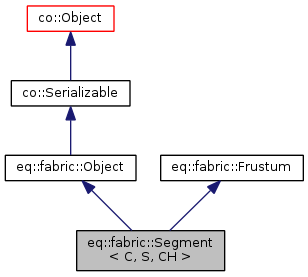 co::Object
co::Serializable
eq::fabric::Object
eq::fabric::Frustum
eq::fabric::Segment
< C, S, CH >